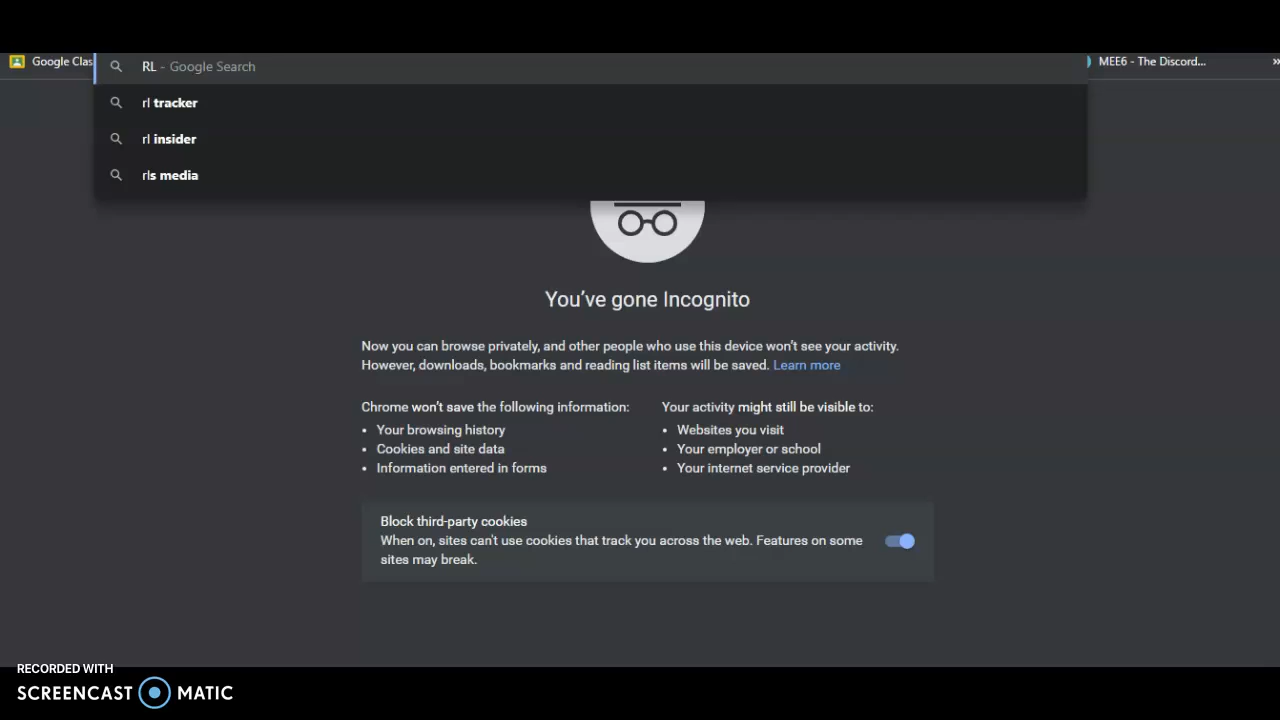 Google Clas
RL - Google Search
MEE6 - The Discord...
rl tracker
rl insider
rls media
You've gone Incognito
Now you can browse privately, and other people who use this device won't see your activity.
However, downloads, bookmarks and reading list items will be saved. Learn more
Chrome won't save the following information:
Your browsing history
Cookies and site data
Information entered in forms
Your activity might still be visible to:
Websites you visit
Your employer or school
Your internet service provider
Block third-party cookies
When on, sites can't use cookies that track you across the web. Features on some
sites may break.
RECORDED WITH
SCREENCAST MATIC